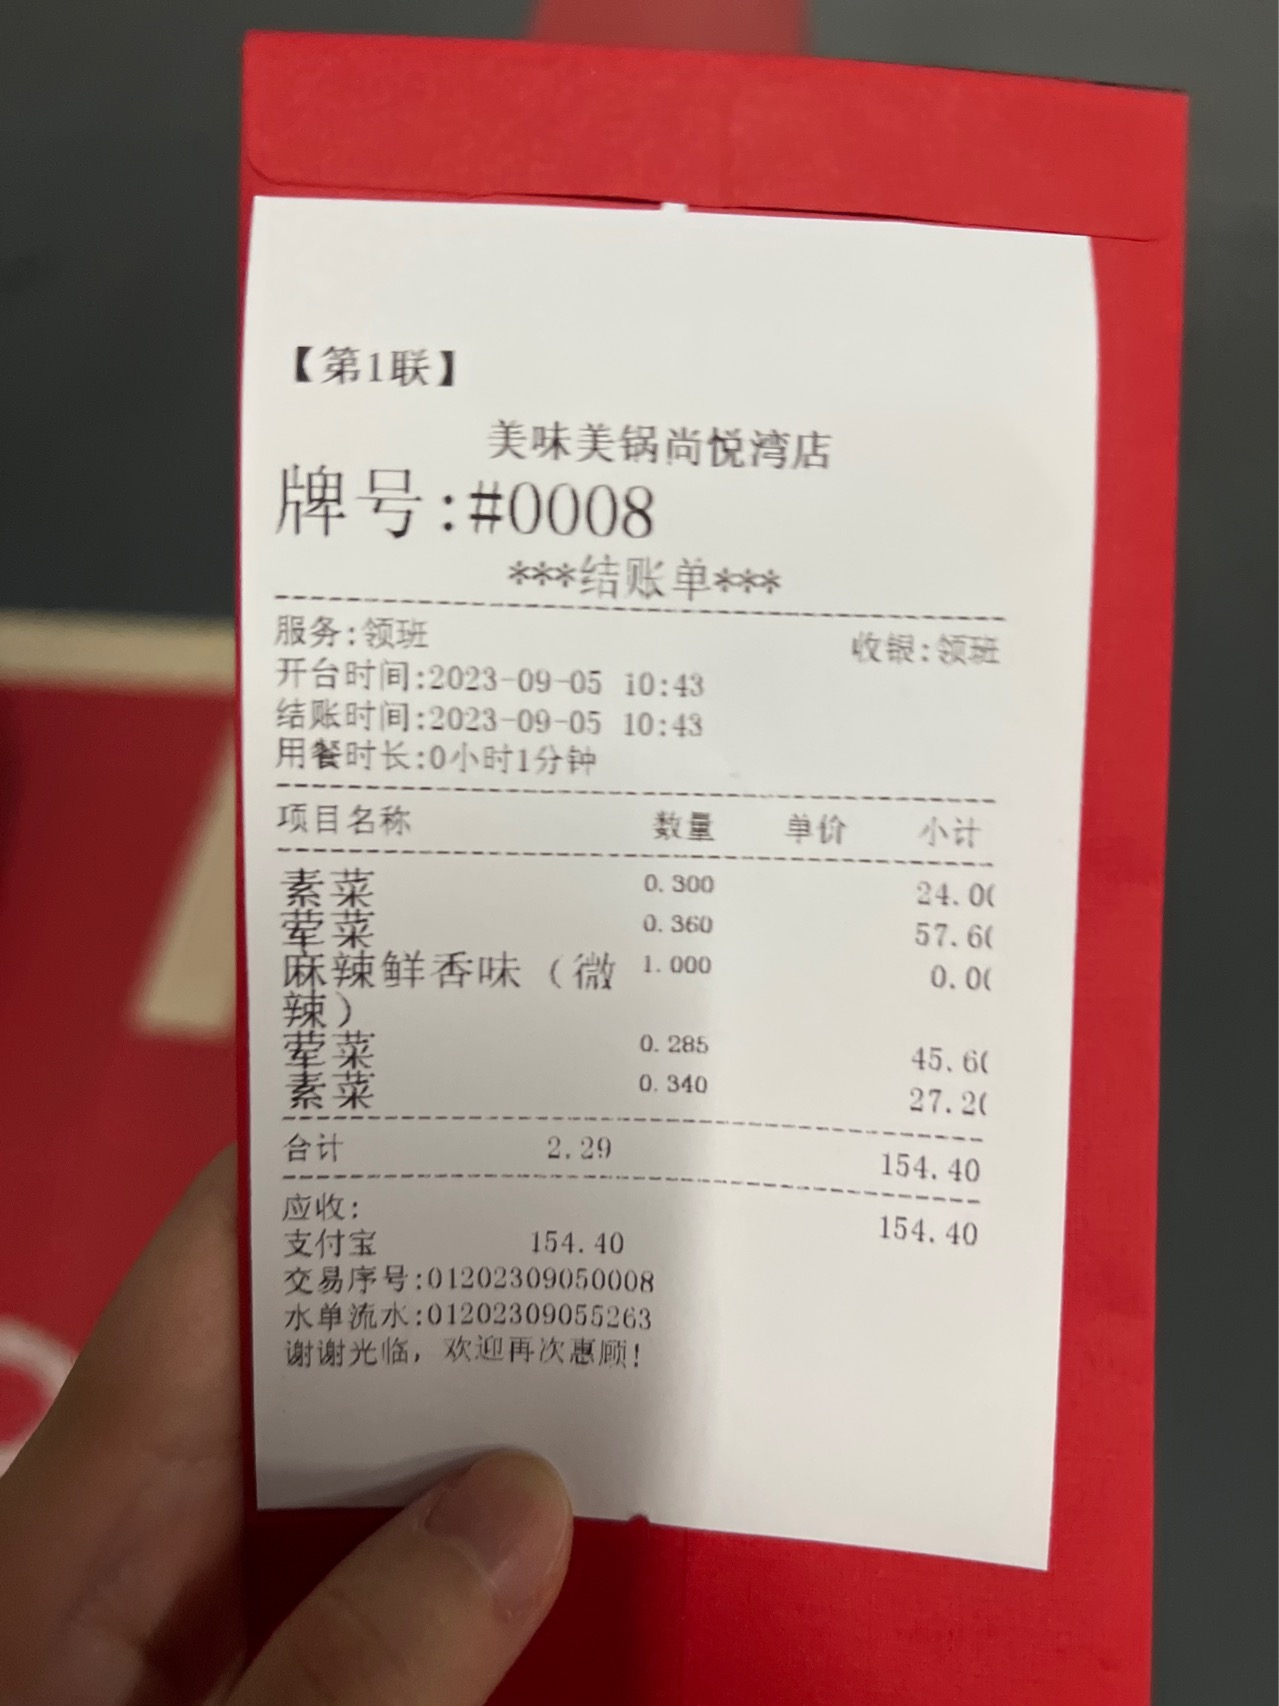 【第1联】
美味美锅尚悦湾店
牌号:#0008
***结账单***
服务:领班 收银:领班
开台时间:2023-09-05 10:43
结账时间:2023-09-05 10:43
用餐时长:0小时1分钟
项目名称 数量 单价 小计
素菜 0.300 24.0(
荤菜 0.360 57.6(
麻辣鲜香味（微 1.000 0.0(
辣）
荤菜 0.285 45.6(
素菜 0.340 27.2(
合计 2.29 154.40
应收: 154.40
支付宝 154.40
交易序号:01202309050008
水单流水:01202309055263
谢谢光临，欢迎再次惠顾!